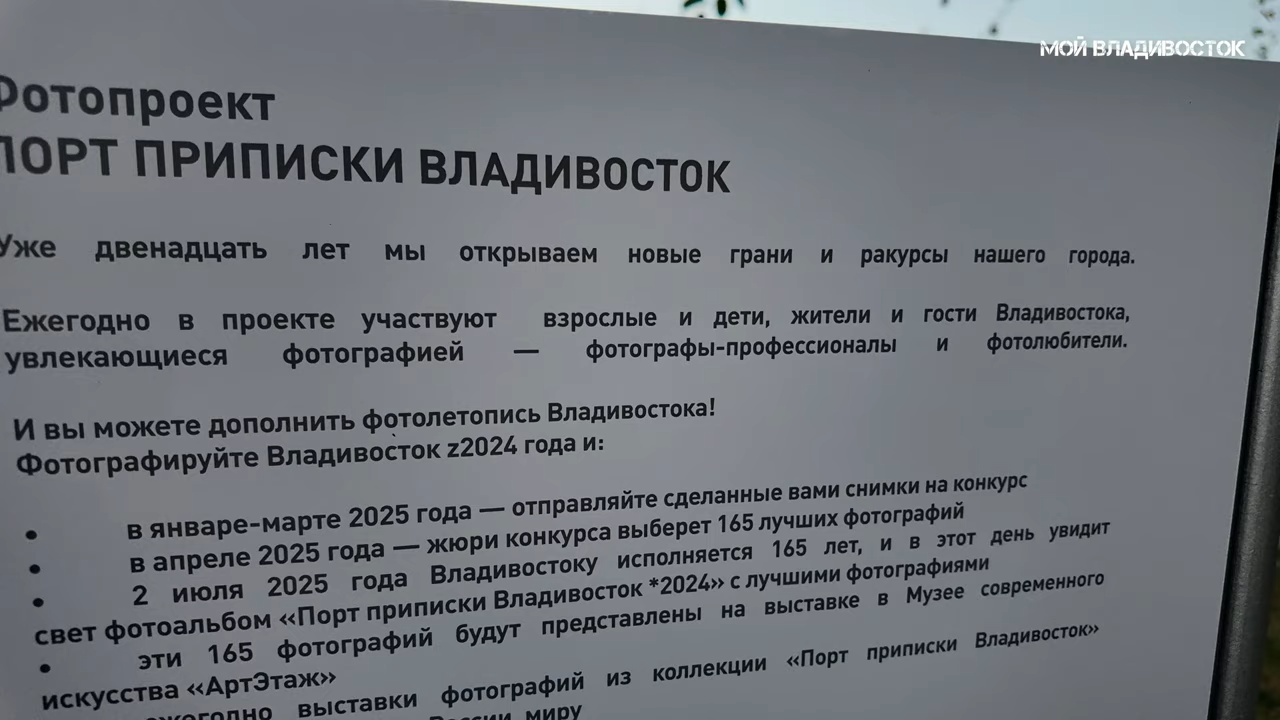 МОЙ ВЛАДИВОСТОК
Фотопроект
ПОРТ ПРИПИСКИ ВЛАДИВОСТОК
Уже двенадцать лет мы открываем новые грани и ракурсы нашего города.
Ежегодно в проекте участвуют взрослые и дети, жители и гости Владивостока,
увлекающиеся фотографией — фотографы-профессионалы и фотолюбители.
И вы можете дополнить фотолетопись Владивостока!
Фотографируйте Владивосток z2024 года и:
• в январе-марте 2025 года — отправляйте сделанные вами снимки на конкурс
• в апреле 2025 года — жюри конкурса выберет 165 лучших фотографий
• 2 июля 2025 года Владивостоку исполняется 165 лет, и в этот день увидит
свет фотоальбом «Порт приписки Владивосток *2024» с лучшими фотографиями
• эти 165 фотографий будут представлены на выставке в Музее современного
искусства «АртЭтаж»
ежегодно выставки фотографий из коллекции «Порт приписки Владивосток»
России, миру